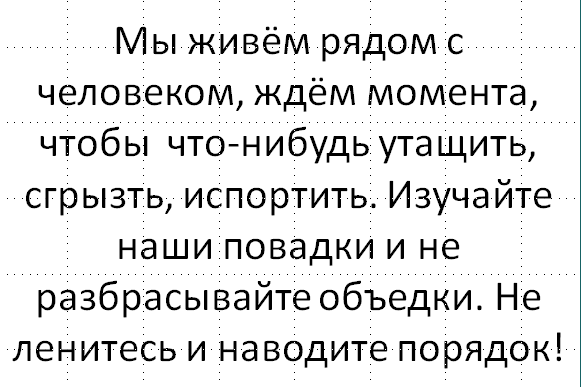 Мы живём рядом с
человеком, ждём момента,
чтобы  что-нибудь утащить,
сгрызть, испортить. Изучайте
наши повадки и не
разбрасывайте объедки. Не
ленитесь и наводите порядок!